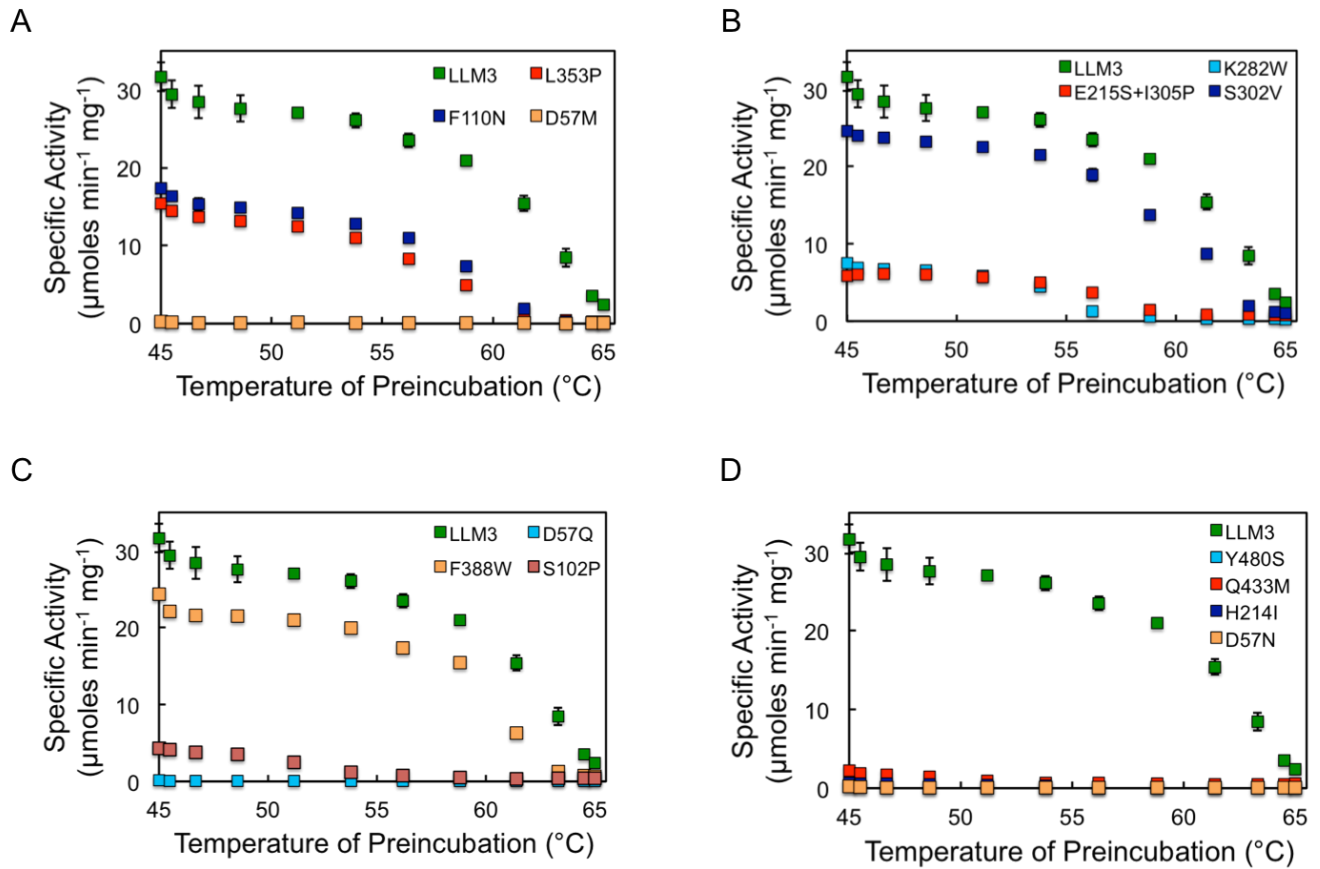 A
Specific Activity
(µmoles min-1 mg-1)
30
20
10
0
LLM3 L353P
F110N D57M
45 50 55 60 65
Temperature of Preincubation (°C)
B
Specific Activity
(µmoles min-1 mg-1)
30
20
10
0
LLM3 K282W
E215S+I305P S302V
45 50 55 60 65
Temperature of Preincubation (°C)
C
Specific Activity
(µmoles min-1 mg-1)
30
20
10
0
LLM3 D57Q
F388W S102P
45 50 55 60 65
Temperature of Preincubation (°C)
D
Specific Activity
(µmoles min-1 mg-1)
30
20
10
0
LLM3
Y480S
Q433M
H214I
D57N
45 50 55 60 65
Temperature of Preincubation (°C)